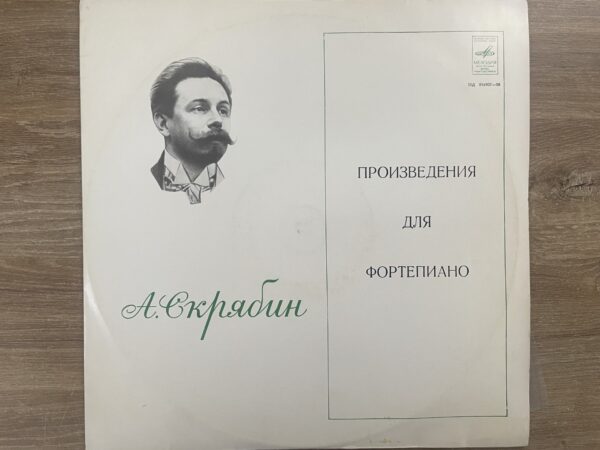 МЕЛОДИЯ
ПРОИЗВЕДЕНИЯ
ДЛЯ
ФОРТЕПИАНО
А. Скрябин